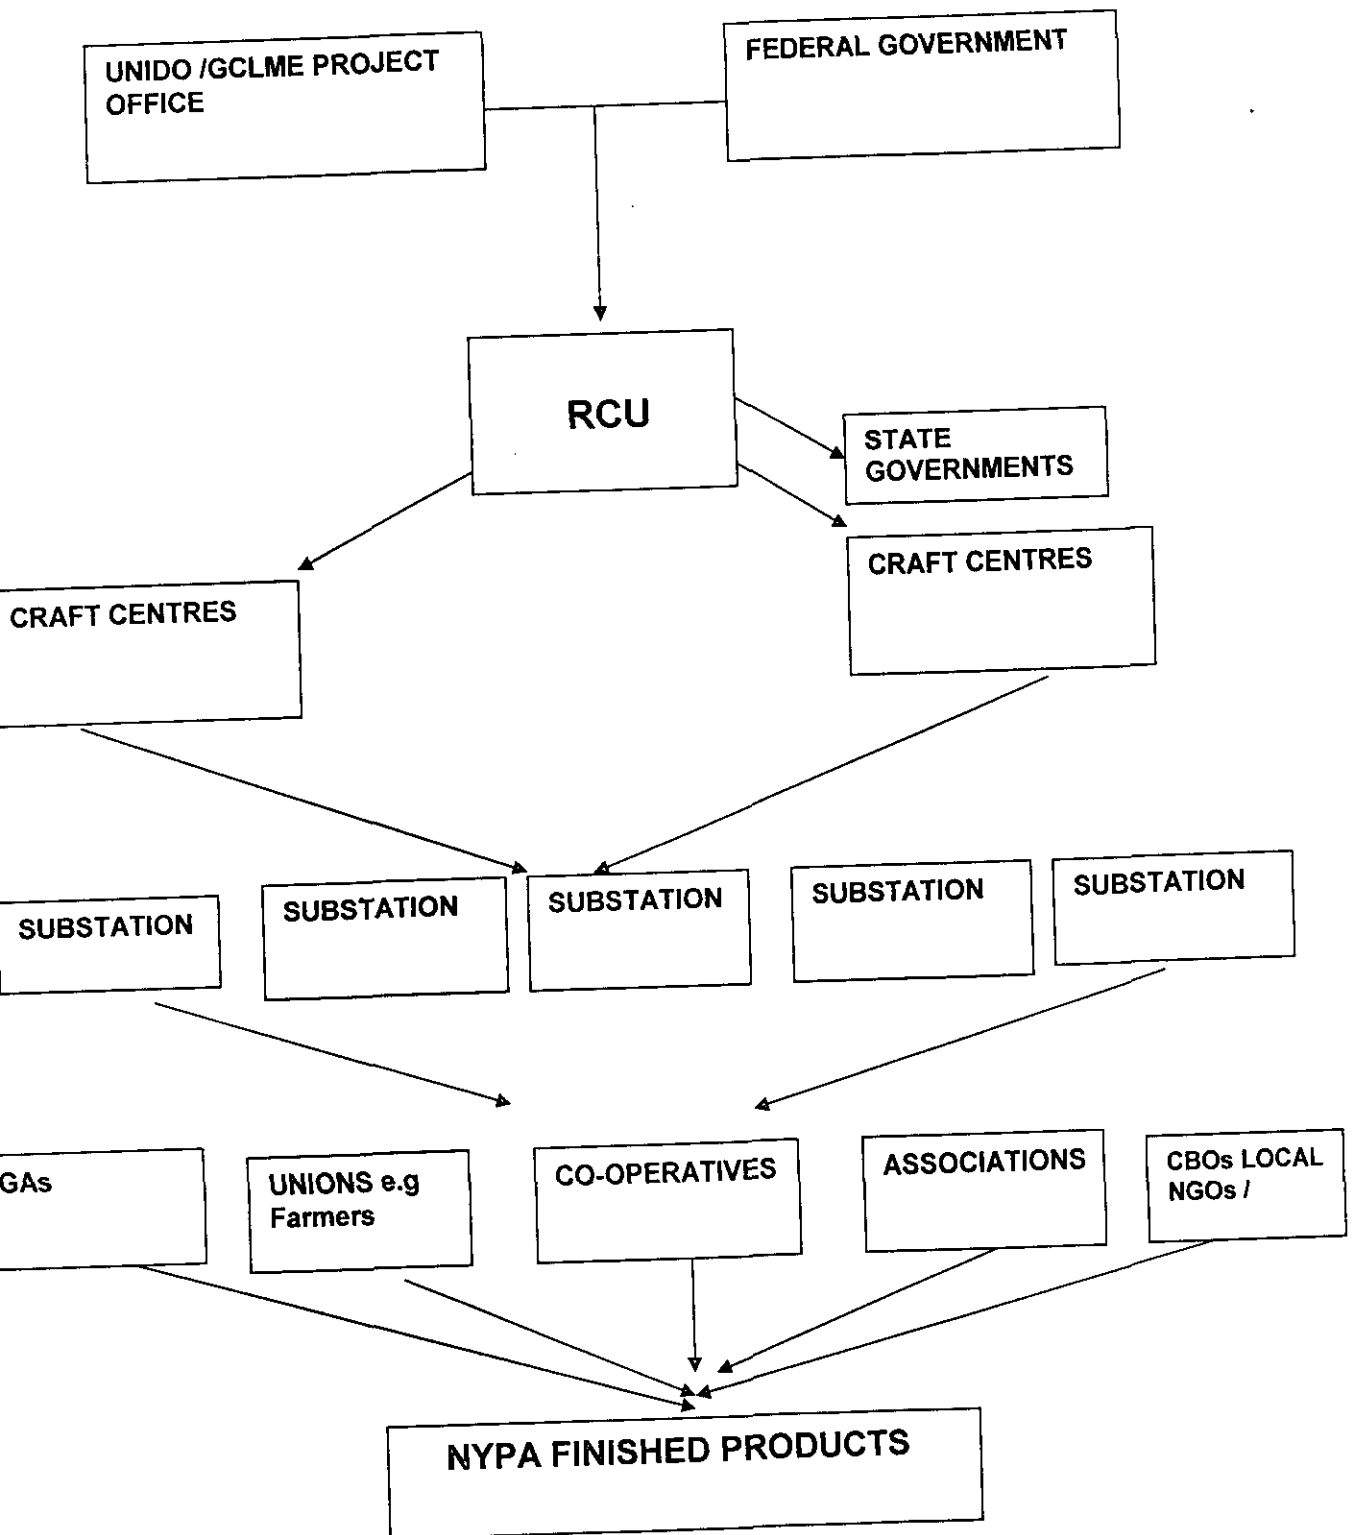 UNIDO /GCLME PROJECT
OFFICE
FEDERAL GOVERNMENT
RCU
STATE
GOVERNMENTS
CRAFT CENTRES
CRAFT CENTRES
SUBSTATION
SUBSTATION
SUBSTATION
SUBSTATION
SUBSTATION
GAs
UNIONS e.g
Farmers
CO-OPERATIVES
ASSOCIATIONS
CBOs LOCAL
NGOs /
NYPA FINISHED PRODUCTS